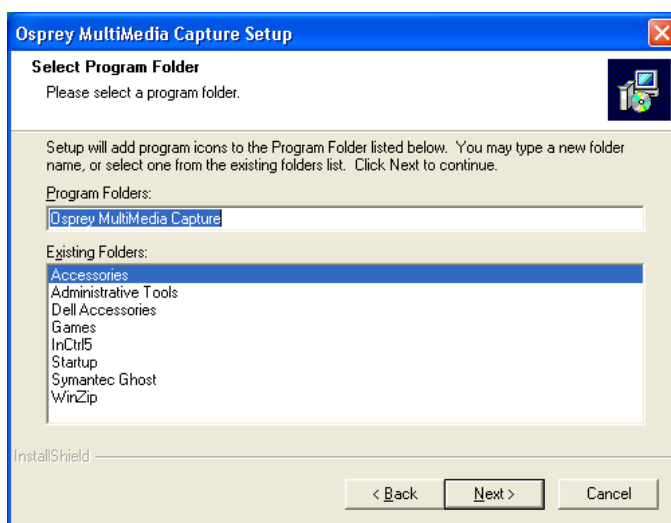 Osprey MultiMedia Capture Setup
Select Program Folder
Please select a program folder.
Setup will add program icons to the Program Folder listed below. You may type a new folder
name, or select one from the existing folders list. Click Next to continue.
Program Folders:
Osprey MultiMedia Capture
Existing Folders:
Accessories
Administrative Tools
Dell Accessories
Games
InCtrl5
Startup
Symantec Ghost
WinZip
InstallShield
< Back
Next >
Cancel